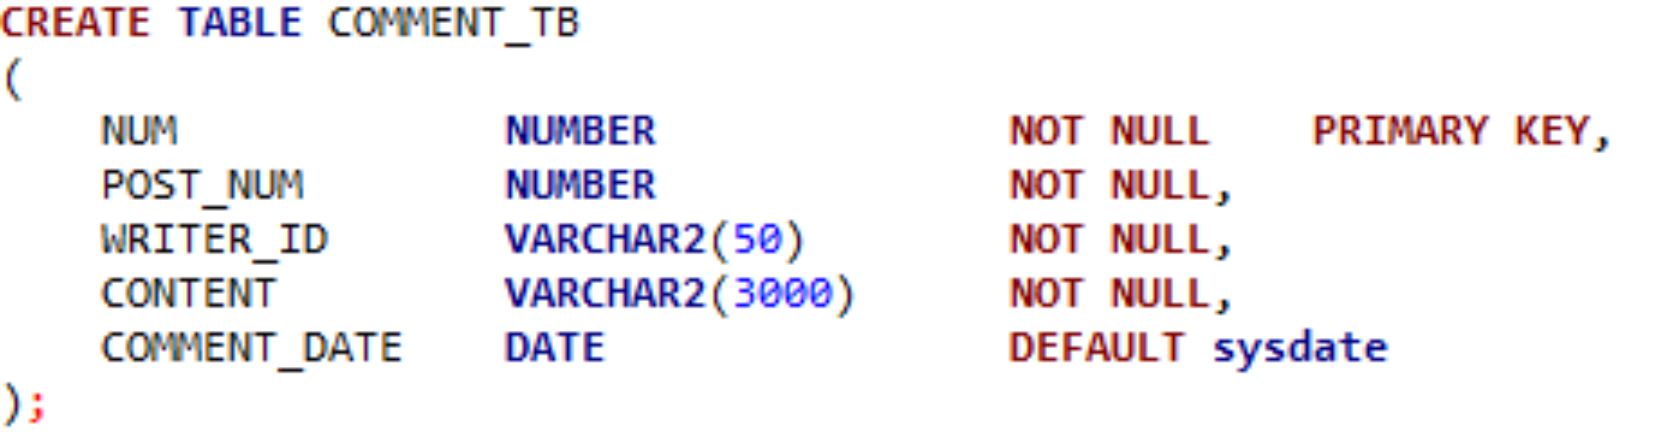 CREATE TABLE COMMENT_TB
(
    NUM                NUMBER              NOT NULL    PRIMARY KEY,
    POST_NUM        NUMBER              NOT NULL,
    WRITER_ID       VARCHAR2(50)        NOT NULL,
    CONTENT         VARCHAR2(3000)      NOT NULL,
    COMMENT_DATE    DATE                DEFAULT sysdate
);